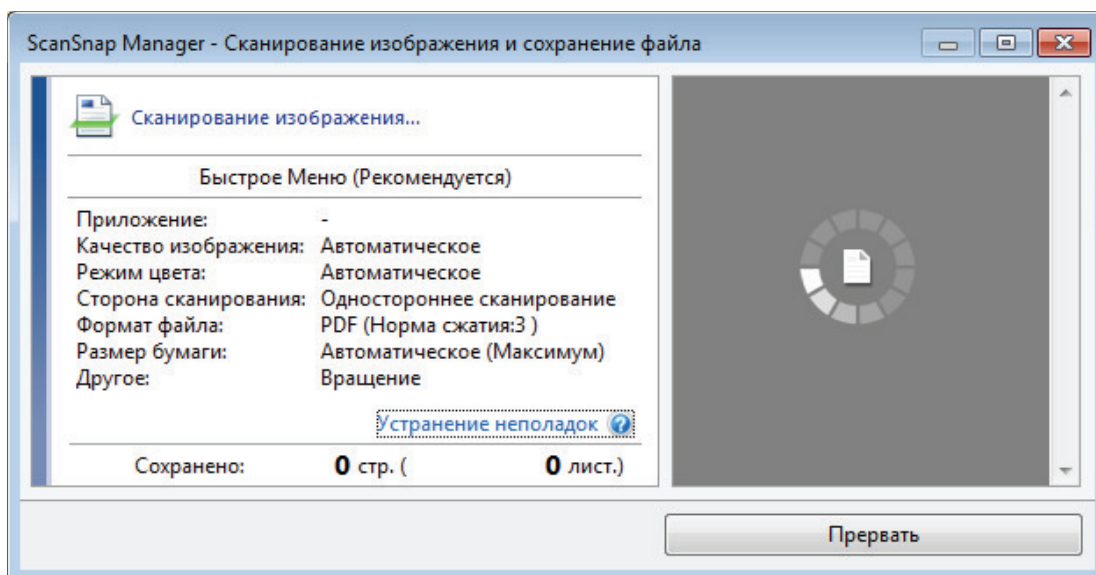 ScanSnap Manager - Сканирование изображения и сохранение файла
Сканирование изображения...
Быстрое Меню (Рекомендуется)
Приложение: -
Качество изображения: Автоматическое
Режим цвета: Автоматическое
Сторона сканирования: Одностороннее сканирование
Формат файла: PDF (Норма сжатия:3 )
Размер бумаги: Автоматическое (Максимум)
Другое: Вращение
Устранение неполадок ?
Сохранено: 0 стр. ( 0 лист.)
Прервать